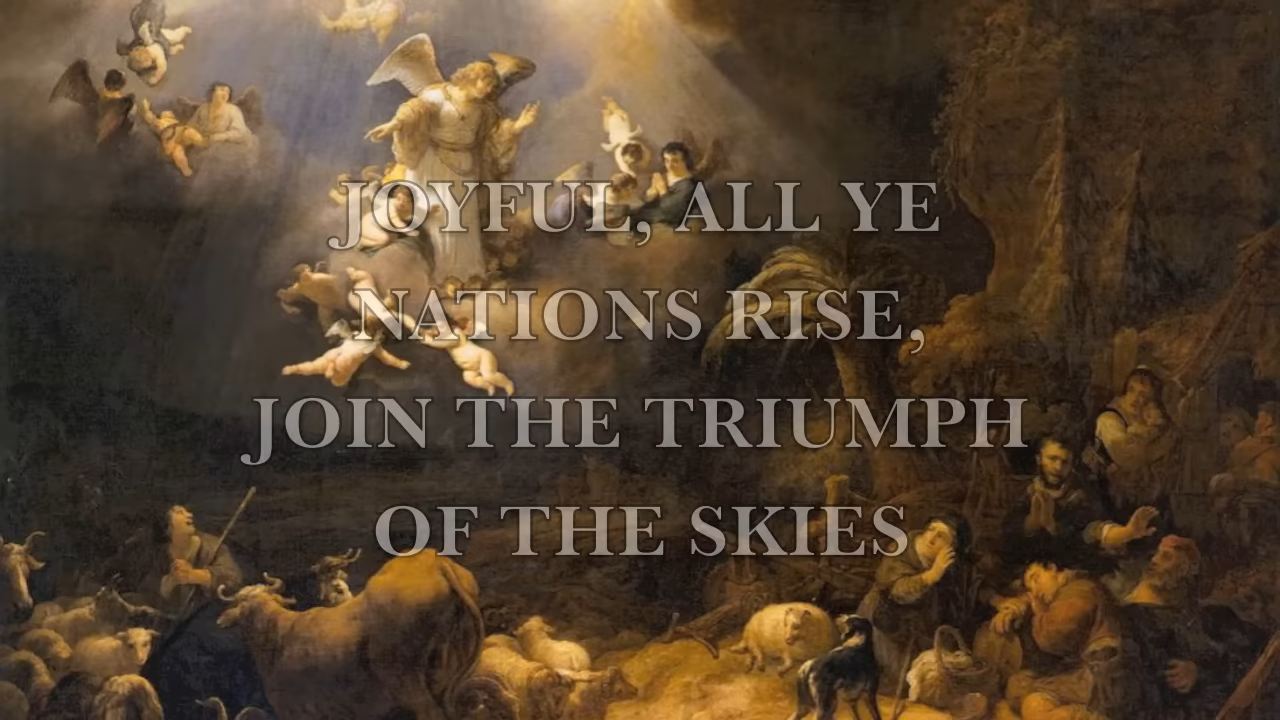 JOYFUL, ALL YE
NATIONS RISE,
JOIN THE TRIUMPH
OF THE SKIES